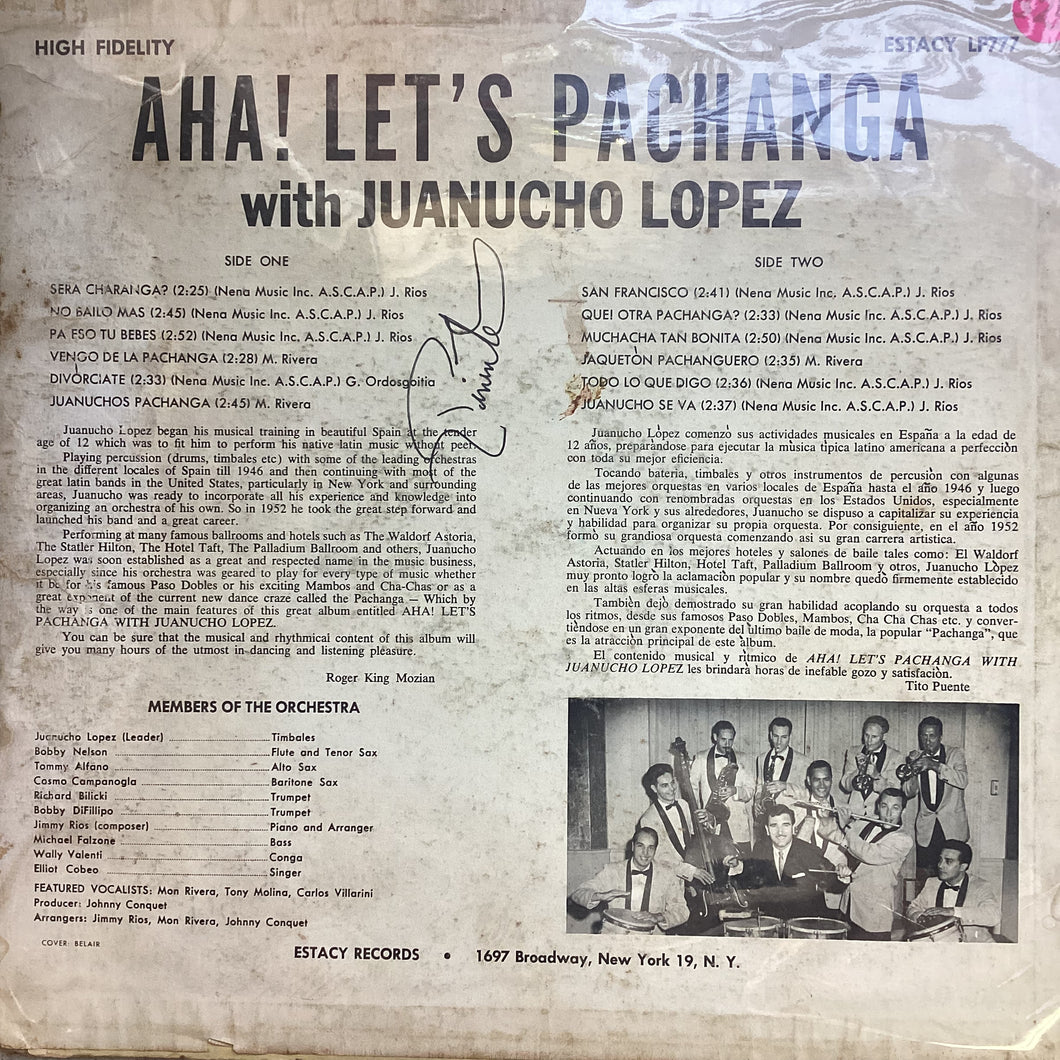 HIGH FIDELITY
ESTACY LP777
AHA! LET'S PACHANGA
with JUANUCHO LOPEZ
SIDE ONE
SERA CHARANGA? (2:25) (Nena Music Inc. A.S.C.A.P.) J. Rios
NO BAILO MAS (2:45) (Nena Music Inc. A.S.C.A.P.) J. Rios
PA ESO TU BEBES (2:52) (Nena Music Inc. A.S.C.A.P.) J. Rios
VENGO DE LA PACHANGA (2:28) M. Rivera
DIVORCIATE (2:33) (Nena Music Inc. A.S.C.A.P.) G. Ordosgoitia
JUANUCHOS PACHANGA (2:45) M. Rivera
SIDE TWO
SAN FRANCISCO (2:41) (Nena Music Inc. A.S.C.A.P.) J. Rios
QUE! OTRA PACHANGA? (2:33) (Nena Music Inc. A.S.C.A.P.) J. Rios
MUCHACHA TAN BONITA (2:50) (Nena Music Inc. A.S.C.A.P.) J. Rios
JAQUETÒN PACHANGUERO (2:35) M. Rivera
TODO LO QUE DIGO (2:36) (Nena Music Inc. A.S.C.A.P.) J. Rios
JUANUCHO SE VA (2:37) (Nena Music Inc. A.S.C.A.P.) J. Rios
Juanucho Lopez began his musical training in beautiful Spain at the tender
age of 12 which was to fit him to perform his native latin music without peer.
Playing percussion (drums, timbales etc) with some of the leading orchestras
in the different locales of Spain till 1946 and then continuing with most of the
great latin bands in the United States, particularly in New York and surrounding
areas, Juanucho was ready to incorporate all his experience and knowledge into
organizing an orchestra of his own. So in 1952 he took the great step forward and
launched his band and a great career.
Performing at many famous ballrooms and hotels such as The Waldorf Astoria,
The Statler Hilton, The Hotel Taft, The Palladium Ballroom and others, Juanucho
Lopez was soon established as a great and respected name in the music business,
especially since his orchestra was geared to play for every type of music whether
it be for his famous Paso Dobles or his exciting Mambos and Cha-Chas or as a
great exponent of the current new dance craze called the Pachanga — Which by
the way is one of the main features of this great album entitled AHA! LET'S
PACHANGA WITH JUANUCHO LOPEZ.
You can be sure that the musical and rhythmical content of this album will
give you many hours of the utmost in dancing and listening pleasure.
Roger King Mozian
Juanucho Lòpez comenzò sus actividades musicales en España a la edad de
12 años, preparàndose para ejecutar la mùsica tìpica latino americana a perfecciòn
con toda su mejor eficiencia.
Tocando bateria, timbales y otros instrumentos de percusiòn con algunas
de las mejores orquestas en varios locales de España hasta el año 1946 y luego
continuando con renombradas orquestas en los Estados Unidos, especialmente
en Nueva York y sus alrededores, Juanucho se dispuso a capitalizar su experiencia
y habilidad para organizar su propia orquesta. Por consiguiente, en el año 1952
formò su grandiosa orquesta comenzando asi su gran carrera artistica.
Actuando en los mejores hoteles y salones de baile tales como: El Waldorf
Astoria, Statler Hilton, Hotel Taft, Palladium Ballroom y otros, Juanucho Lòpez
muy pronto logrò la aclamaciòn popular y su nombre quedò firmemente establecido
en las altas esferas musicales.
Tambièn dejò demostrado su gran habilidad acoplando su orquesta a todos
los ritmos, desde sus famosos Paso Dobles, Mambos, Cha Cha Chas etc. y conver-
tièndose en un gran exponente del ùltimo baile de moda, la popular “Pachanga”, que
es la atracciòn principal de este àlbum.
El contenido musical y rìtmico de AHA! LET'S PACHANGA WITH
JUANUCHO LOPEZ les brindarà horas de inefable gozo y satisfaciòn.
Tito Puente
MEMBERS OF THE ORCHESTRA
Juanucho Lopez (Leader) Timbales
Bobby Nelson Flute and Tenor Sax
Tommy Alfano Alto Sax
Cosmo Campanogla Baritone Sax
Richard Bilicki Trumpet
Bobby DiFillipo Trumpet
Jimmy Rios (composer) Piano and Arranger
Michael Falzone Bass
Wally Valenti Conga
Elliot Cobeo Singer
FEATURED VOCALISTS: Mon Rivera, Tony Molina, Carlos Villarini
Producer: Johnny Conquet
Arrangers: Jimmy Rios, Mon Rivera, Johnny Conquet
COVER: BELAIR
ESTACY RECORDS • 1697 Broadway, New York 19, N. Y.